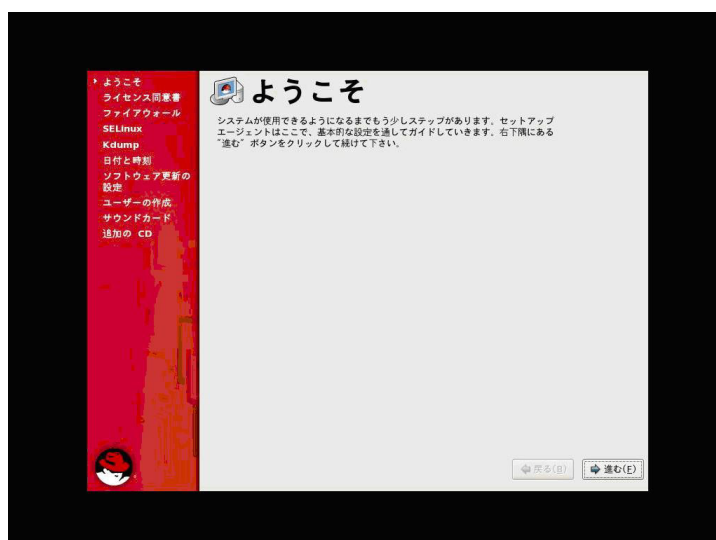 ようこそ
ライセンス同意書
ファイアウォール
SELinux
Kdump
日付と時刻
ソフトウェア更新の
設定
ユーザーの作成
サウンドカード
追加の CD
ようこそ
システムが使用できるようになるまでもう少しステップがあります。セットアップ
エージェントはここで、基本的な設定を通してガイドしていきます。右下隅にある
"進む" ボタンをクリックして続けて下さい。
戻る(B)
進む(F)